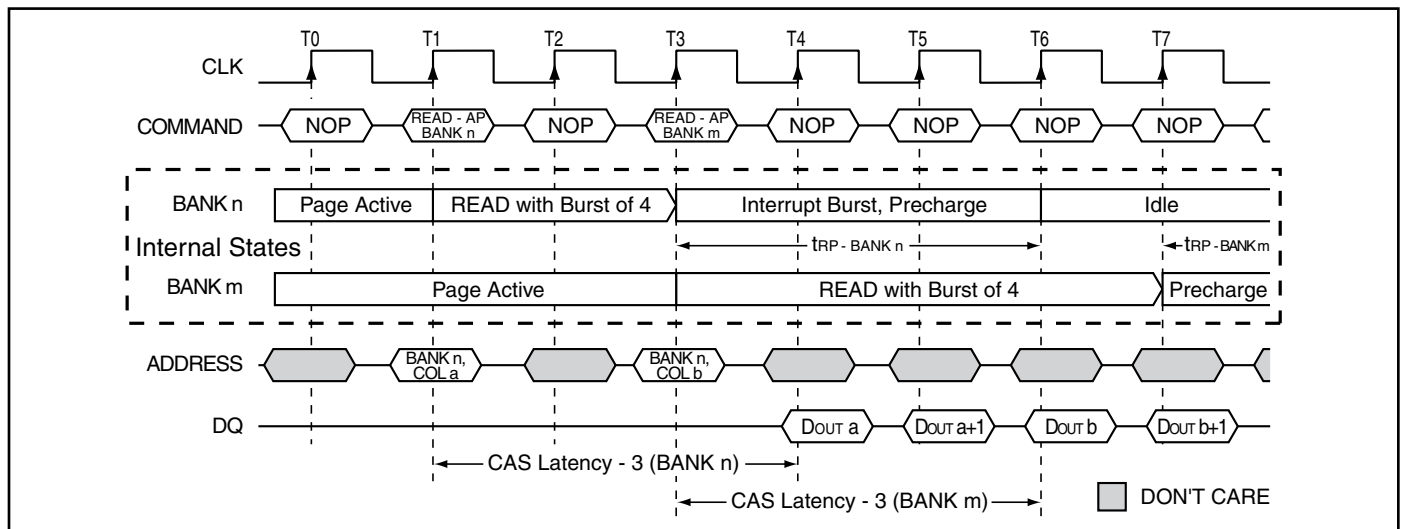 T0 T1 T2 T3 T4 T5 T6 T7
CLK
COMMAND NOP READ - AP BANK n NOP READ - AP BANK m NOP NOP NOP NOP
BANK n Page Active READ with Burst of 4 Interrupt Burst, Precharge Idle
Internal States tRP - BANK n tRP - BANK m
BANK m Page Active READ with Burst of 4 Precharge
ADDRESS BANK n, COL a BANK n, COL b
DQ DOUT a DOUT a+1 DOUT b DOUT b+1
CAS Latency - 3 (BANK n)
CAS Latency - 3 (BANK m) DON'T CARE